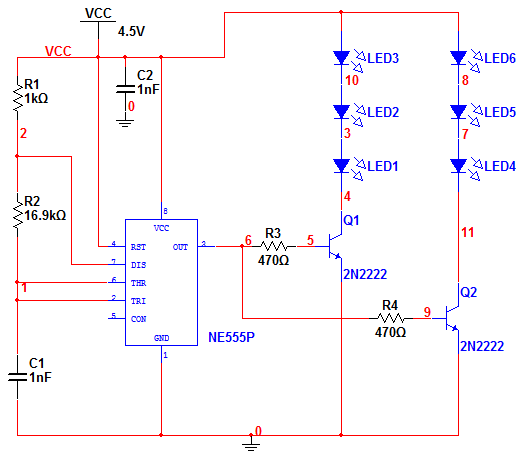 VCC
4.5V
VCC
R1
1kΩ
C2
1nF
0
2
LED3
10
LED6
8
LED2
3
LED5
7
LED1
4
LED4
R2
16.9kΩ
8
VCC
4
RST
OUT
3
7
DIS
6
THR
2
TRI
5
CON
GND
1
NE555P
1
6
R3
470Ω
5
Q1
2N2222
11
R4
470Ω
9
Q2
2N2222
C1
1nF
0